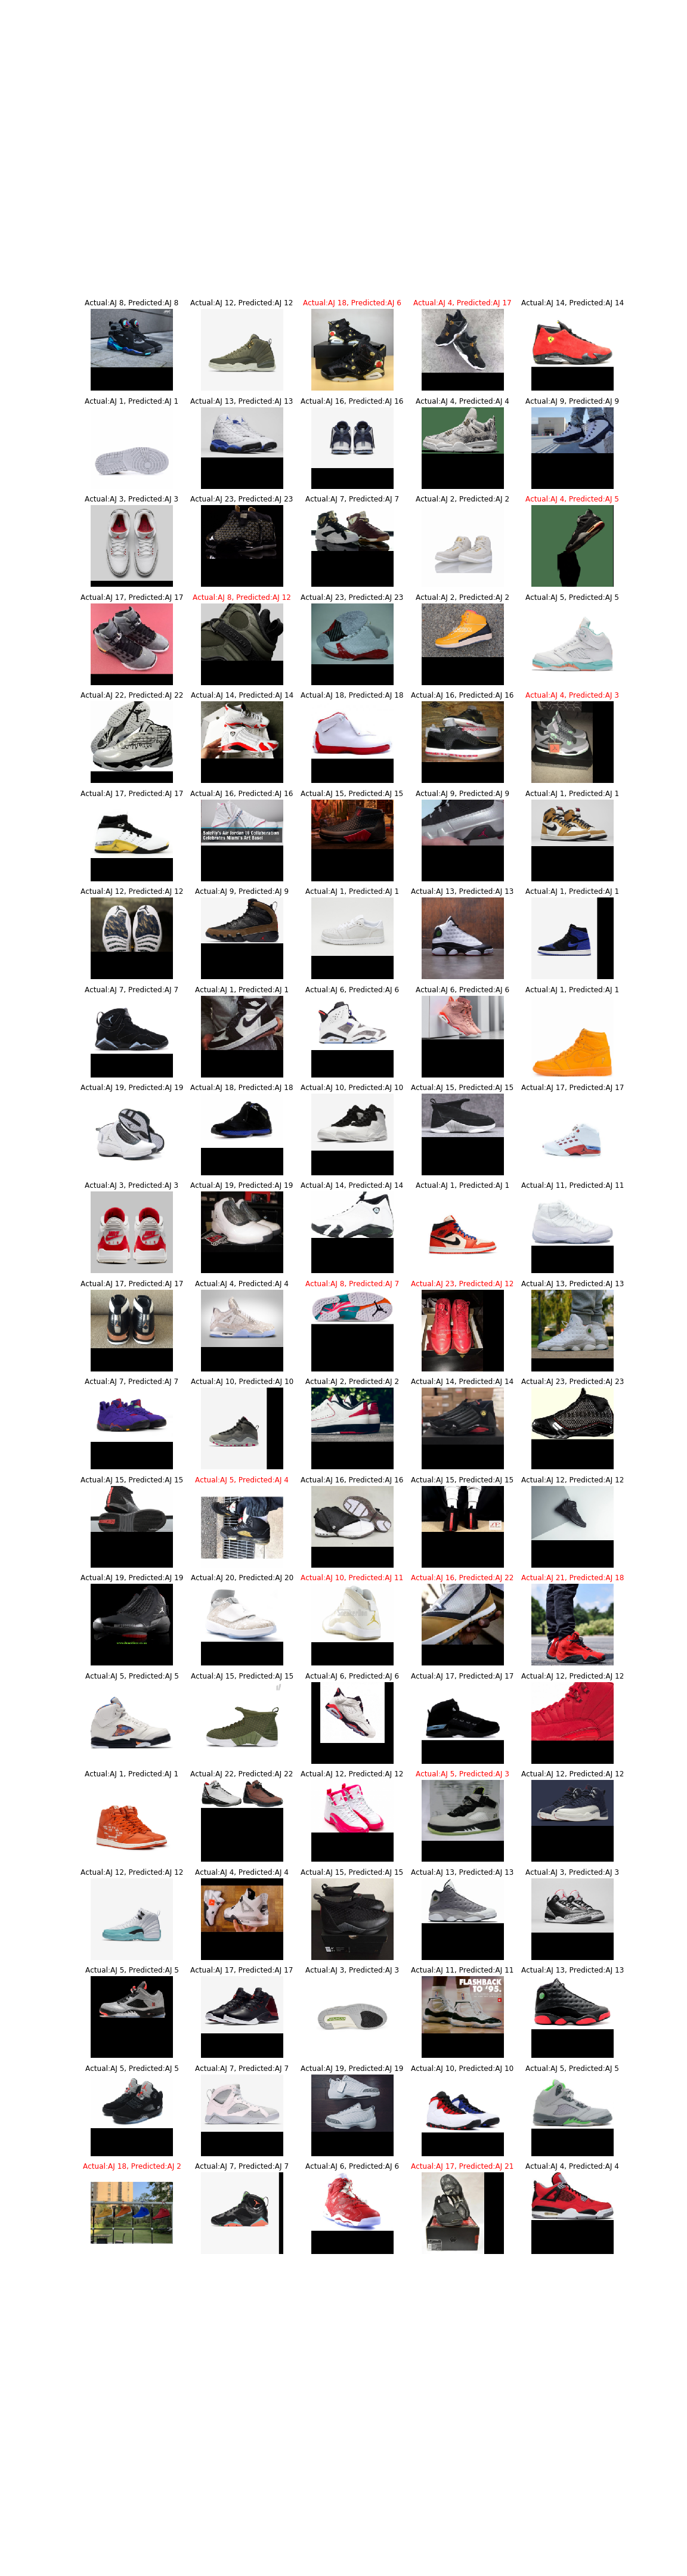 Actual:AJ 8, Predicted:AJ 8 Actual:AJ 12, Predicted:AJ 12 Actual:AJ 18, Predicted:AJ 6 Actual:AJ 4, Predicted:AJ 17 Actual:AJ 14, Predicted:AJ 14
Actual:AJ 1, Predicted:AJ 1 Actual:AJ 13, Predicted:AJ 13 Actual:AJ 16, Predicted:AJ 16 Actual:AJ 4, Predicted:AJ 4 Actual:AJ 9, Predicted:AJ 9
Actual:AJ 3, Predicted:AJ 3 Actual:AJ 23, Predicted:AJ 23 Actual:AJ 7, Predicted:AJ 7 Actual:AJ 2, Predicted:AJ 2 Actual:AJ 4, Predicted:AJ 5
Actual:AJ 17, Predicted:AJ 17 Actual:AJ 8, Predicted:AJ 12 Actual:AJ 23, Predicted:AJ 23 Actual:AJ 2, Predicted:AJ 2 Actual:AJ 5, Predicted:AJ 5
Actual:AJ 22, Predicted:AJ 22 Actual:AJ 14, Predicted:AJ 14 Actual:AJ 18, Predicted:AJ 18 Actual:AJ 16, Predicted:AJ 16 Actual:AJ 4, Predicted:AJ 3
Actual:AJ 17, Predicted:AJ 17 Actual:AJ 16, Predicted:AJ 16 Actual:AJ 15, Predicted:AJ 15 Actual:AJ 9, Predicted:AJ 9 Actual:AJ 1, Predicted:AJ 1
Solefly's Air Jordan 16 Collaboration
Celebrates Miami's Art Basel
Actual:AJ 12, Predicted:AJ 12 Actual:AJ 9, Predicted:AJ 9 Actual:AJ 1, Predicted:AJ 1 Actual:AJ 13, Predicted:AJ 13 Actual:AJ 1, Predicted:AJ 1
Actual:AJ 7, Predicted:AJ 7 Actual:AJ 1, Predicted:AJ 1 Actual:AJ 6, Predicted:AJ 6 Actual:AJ 6, Predicted:AJ 6 Actual:AJ 1, Predicted:AJ 1
Actual:AJ 19, Predicted:AJ 19 Actual:AJ 18, Predicted:AJ 18 Actual:AJ 10, Predicted:AJ 10 Actual:AJ 15, Predicted:AJ 15 Actual:AJ 17, Predicted:AJ 17
Actual:AJ 3, Predicted:AJ 3 Actual:AJ 19, Predicted:AJ 19 Actual:AJ 14, Predicted:AJ 14 Actual:AJ 1, Predicted:AJ 1 Actual:AJ 11, Predicted:AJ 11
Actual:AJ 17, Predicted:AJ 17 Actual:AJ 4, Predicted:AJ 4 Actual:AJ 8, Predicted:AJ 7 Actual:AJ 23, Predicted:AJ 12 Actual:AJ 13, Predicted:AJ 13
Actual:AJ 7, Predicted:AJ 7 Actual:AJ 10, Predicted:AJ 10 Actual:AJ 2, Predicted:AJ 2 Actual:AJ 14, Predicted:AJ 14 Actual:AJ 23, Predicted:AJ 23
Actual:AJ 15, Predicted:AJ 15 Actual:AJ 5, Predicted:AJ 4 Actual:AJ 16, Predicted:AJ 16 Actual:AJ 15, Predicted:AJ 15 Actual:AJ 12, Predicted:AJ 12
Actual:AJ 19, Predicted:AJ 19 Actual:AJ 20, Predicted:AJ 20 Actual:AJ 10, Predicted:AJ 11 Actual:AJ 16, Predicted:AJ 22 Actual:AJ 21, Predicted:AJ 18
Actual:AJ 5, Predicted:AJ 5 Actual:AJ 15, Predicted:AJ 15 Actual:AJ 6, Predicted:AJ 6 Actual:AJ 17, Predicted:AJ 17 Actual:AJ 12, Predicted:AJ 12
Actual:AJ 1, Predicted:AJ 1 Actual:AJ 22, Predicted:AJ 22 Actual:AJ 12, Predicted:AJ 12 Actual:AJ 5, Predicted:AJ 3 Actual:AJ 12, Predicted:AJ 12
Actual:AJ 12, Predicted:AJ 12 Actual:AJ 4, Predicted:AJ 4 Actual:AJ 15, Predicted:AJ 15 Actual:AJ 13, Predicted:AJ 13 Actual:AJ 3, Predicted:AJ 3
Actual:AJ 5, Predicted:AJ 5 Actual:AJ 17, Predicted:AJ 17 Actual:AJ 3, Predicted:AJ 3 Actual:AJ 11, Predicted:AJ 11 Actual:AJ 13, Predicted:AJ 13
FLASHBACK
TO '95.
Actual:AJ 5, Predicted:AJ 5 Actual:AJ 7, Predicted:AJ 7 Actual:AJ 19, Predicted:AJ 19 Actual:AJ 10, Predicted:AJ 10 Actual:AJ 5, Predicted:AJ 5
Actual:AJ 18, Predicted:AJ 2 Actual:AJ 7, Predicted:AJ 7 Actual:AJ 6, Predicted:AJ 6 Actual:AJ 17, Predicted:AJ 21 Actual:AJ 4, Predicted:AJ 4